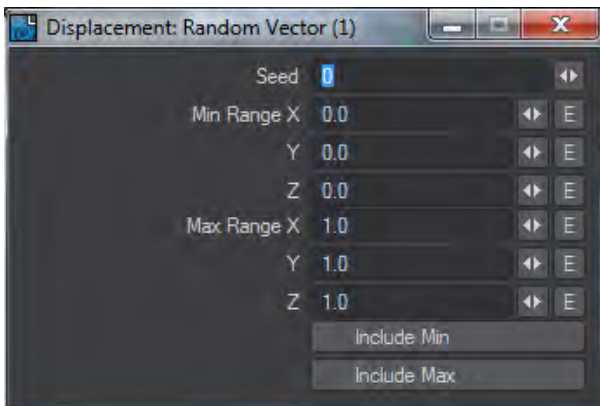 Displacement: Random Vector (1)
Seed 0
Min Range X 0.0 E
Y 0.0 E
Z 0.0 E
Max Range X 1.0 E
Y 1.0 E
Z 1.0 E
Include Min
Include Max